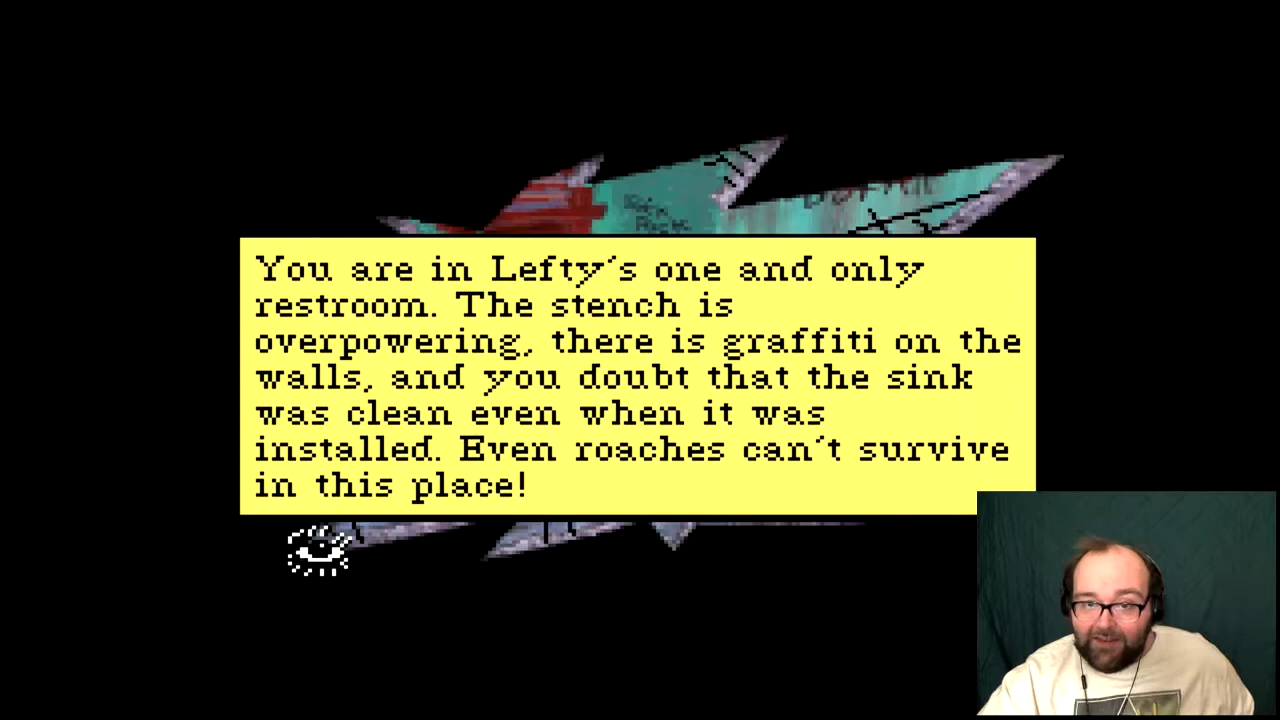 You are in Lefty's one and only
restroom. The stench is
overpowering, there is graffiti on the
walls, and you doubt that the sink
was clean even when it was
installed. Even roaches can't survive
in this place!